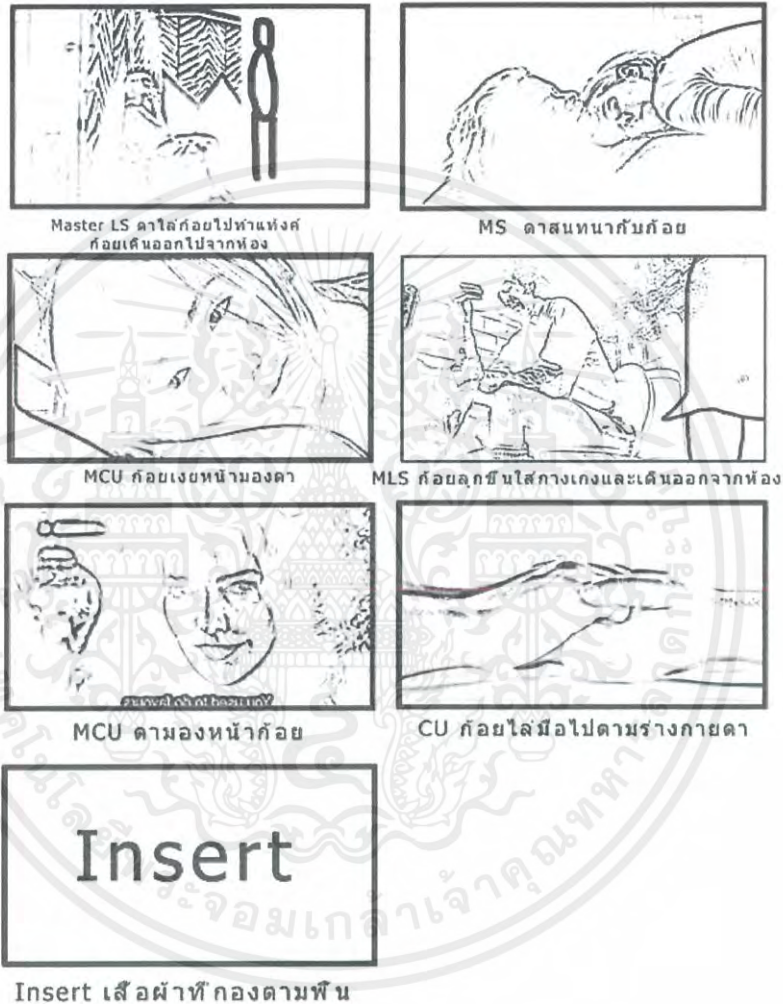 Master LS ดาไล่ก้อยไปทำแท้งค์
ก้อยเดินออกไปจากห้อง
MS ดาสนทนากับก้อย
MCU ก้อยเงยหน้ามองดา
MLS ก้อยลุกขึ้นใส่กางเกงและเดินออกจากห้อง
MCU ดามองหน้าก้อย
CU ก้อยไล่มือไปตามร่างกายดา
Insert
Insert เสื้อผ้าที่กองตามพื้น